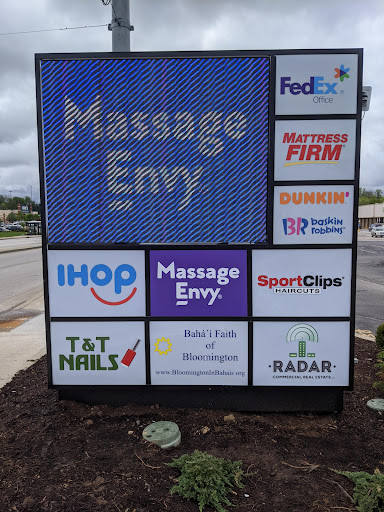 Massage
Envy
FedEx
Office
MATTRESS
FIRM
DUNKIN'
BR baskin
robbins
IHOP
Massage
Envy
SportClips
HAIRCUTS
T&T
NAILS
Bahá'í Faith
of
Bloomington
www.BloomingtonInBahais.org
RADAR
COMMERCIAL REAL ESTATE